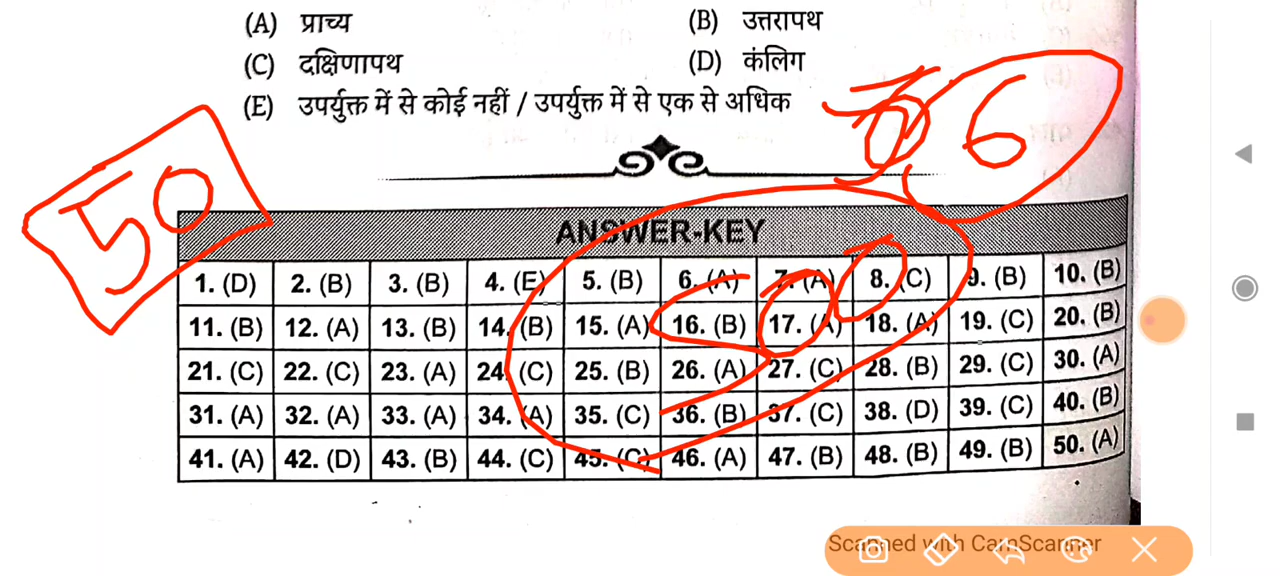 (A) प्राच्य (B) उत्तरापथ
(C) दक्षिणापथ (D) कंलिग
(E) उपर्युक्त में से कोई नहीं / उपर्युक्त में से एक से अधिक
50
6
ANSWER-KEY
1. (D) 2. (B) 3. (B) 4. (E) 5. (B) 6. (A) 7. (A) 8. (C) 9. (B) 10. (B)
11. (B) 12. (A) 13. (B) 14. (B) 15. (A) 16. (B) 17. (A) 18. (A) 19. (C) 20. (B)
21. (C) 22. (C) 23. (A) 24. (C) 25. (B) 26. (A) 27. (C) 28. (B) 29. (C) 30. (A)
31. (A) 32. (A) 33. (A) 34. (A) 35. (C) 36. (B) 37. (C) 38. (D) 39. (C) 40. (B)
41. (A) 42. (D) 43. (B) 44. (C) 45. (C) 46. (A) 47. (B) 48. (B) 49. (B) 50. (A)
500
Scanned with CamScanner